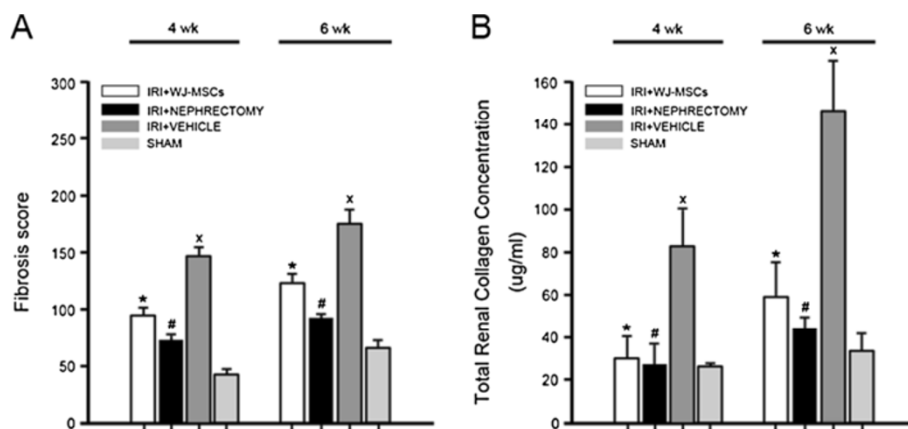 A
4 wk
6 wk
Fibrosis score
300
250
200
150
100
50
0
IRI+WJ-MSCs
IRI+NEPHRECTOMY
IRI+VEHICLE
SHAM
*
#
x
*
#
x
B
4 wk
6 wk
Total Renal Collagen Concentration
(ug/ml)
160
140
120
100
80
60
40
20
0
IRI+WJ-MSCs
IRI+NEPHRECTOMY
IRI+VEHICLE
SHAM
*
#
x
*
#
x